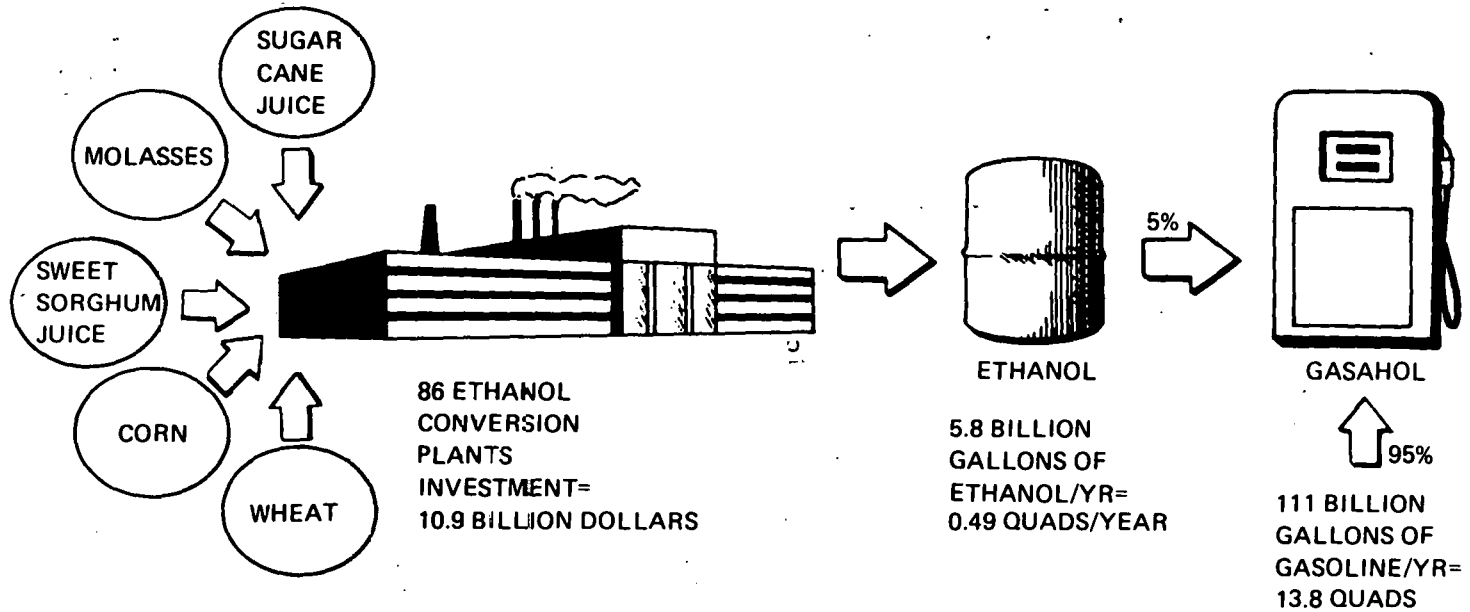 SUGAR
CANE
JUICE
MOLASSES
SWEET
SORGHUM
JUICE
CORN
WHEAT
86 ETHANOL
CONVERSION
PLANTS
INVESTMENT=
10.9 BILLION DOLLARS
ETHANOL
5.8 BILLION
GALLONS OF
ETHANOL/YR=
0.49 QUADS/YEAR
5%
GASAHOL
95%
111 BILLION
GALLONS OF
GASOLINE/YR=
13.8 QUADS